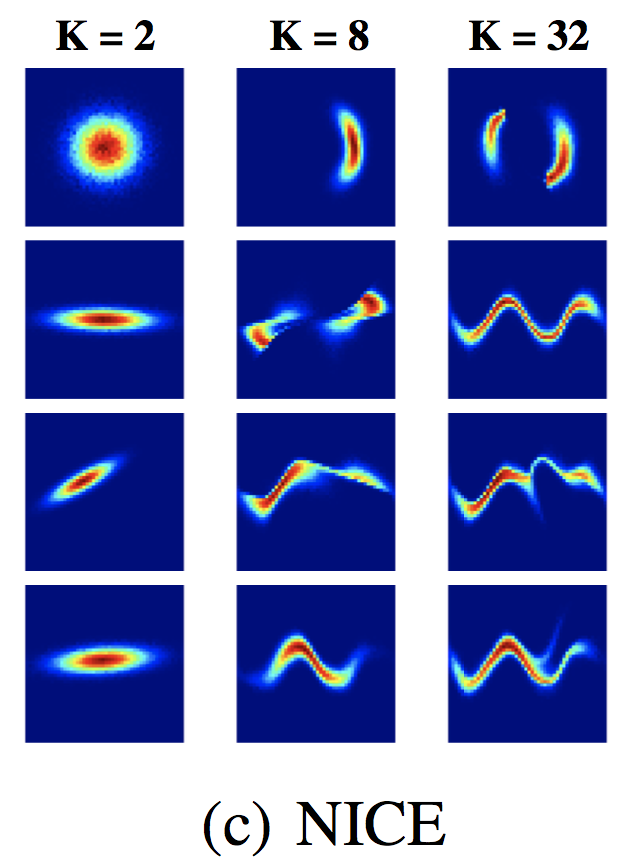 K = 2 K = 8 K = 32
(c) NICE